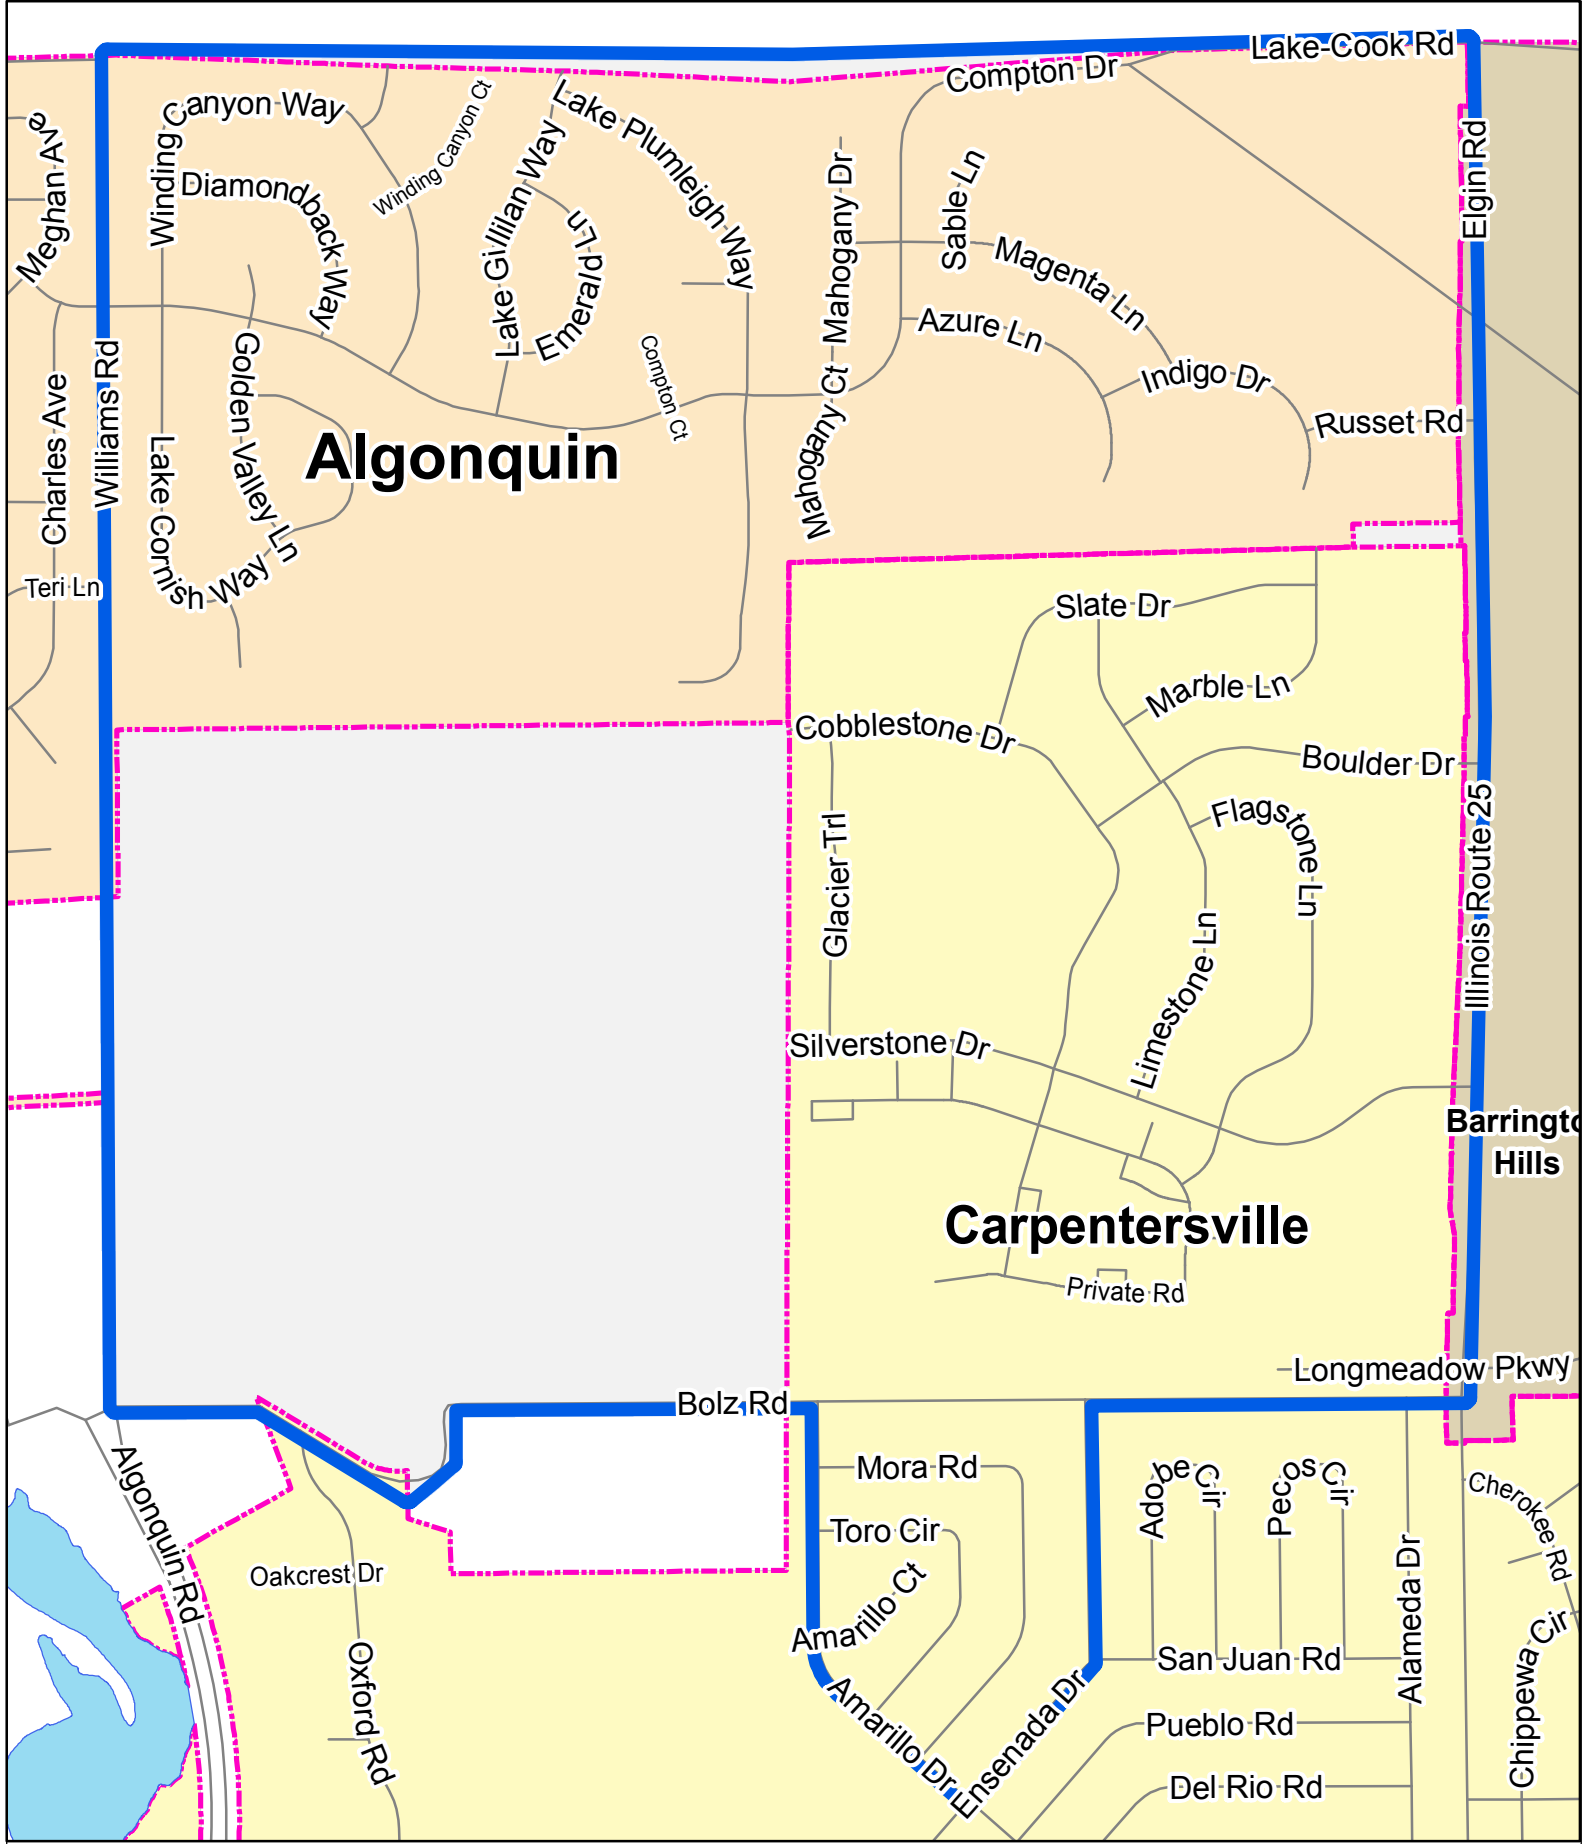 Lake-Cook Rd
Compton Dr
Canyon Way
Winding
Winding Canyon Ct
Lake Plumleigh Way
Meghan Ave
Diamondback Way
Lake Gillilan Way
Emerald Ln
Mahogany Dr
Sable Ln
Elgin Rd
Magenta Ln
Azure Ln
Indigo Dr
Russet Rd
Charles Ave
Williams Rd
Golden Valley Ln
Compton Ct
Mahogany Ct
Algonquin
Lake Cornish Way
Teri Ln
Slate Dr
Marble Ln
Cobblestone Dr
Boulder Dr
Flagstone Ln
Glacier Trl
Illinois Route 25
Limestone Ln
Silverstone Dr
Barringto
Hills
Carpentersville
Private Rd
Longmeadow Pkwy
Bolz Rd
Algonquin Rd
Mora Rd
Adobe Cir
Pecos Cir
Cherokee Rd
Toro Cir
Oakcrest Dr
Amarillo Ct
Alameda Dr
San Juan Rd
Chippewa Cir
Oxford Rd
Amarillo Dr
Ensenada Dr
Pueblo Rd
Del Rio Rd